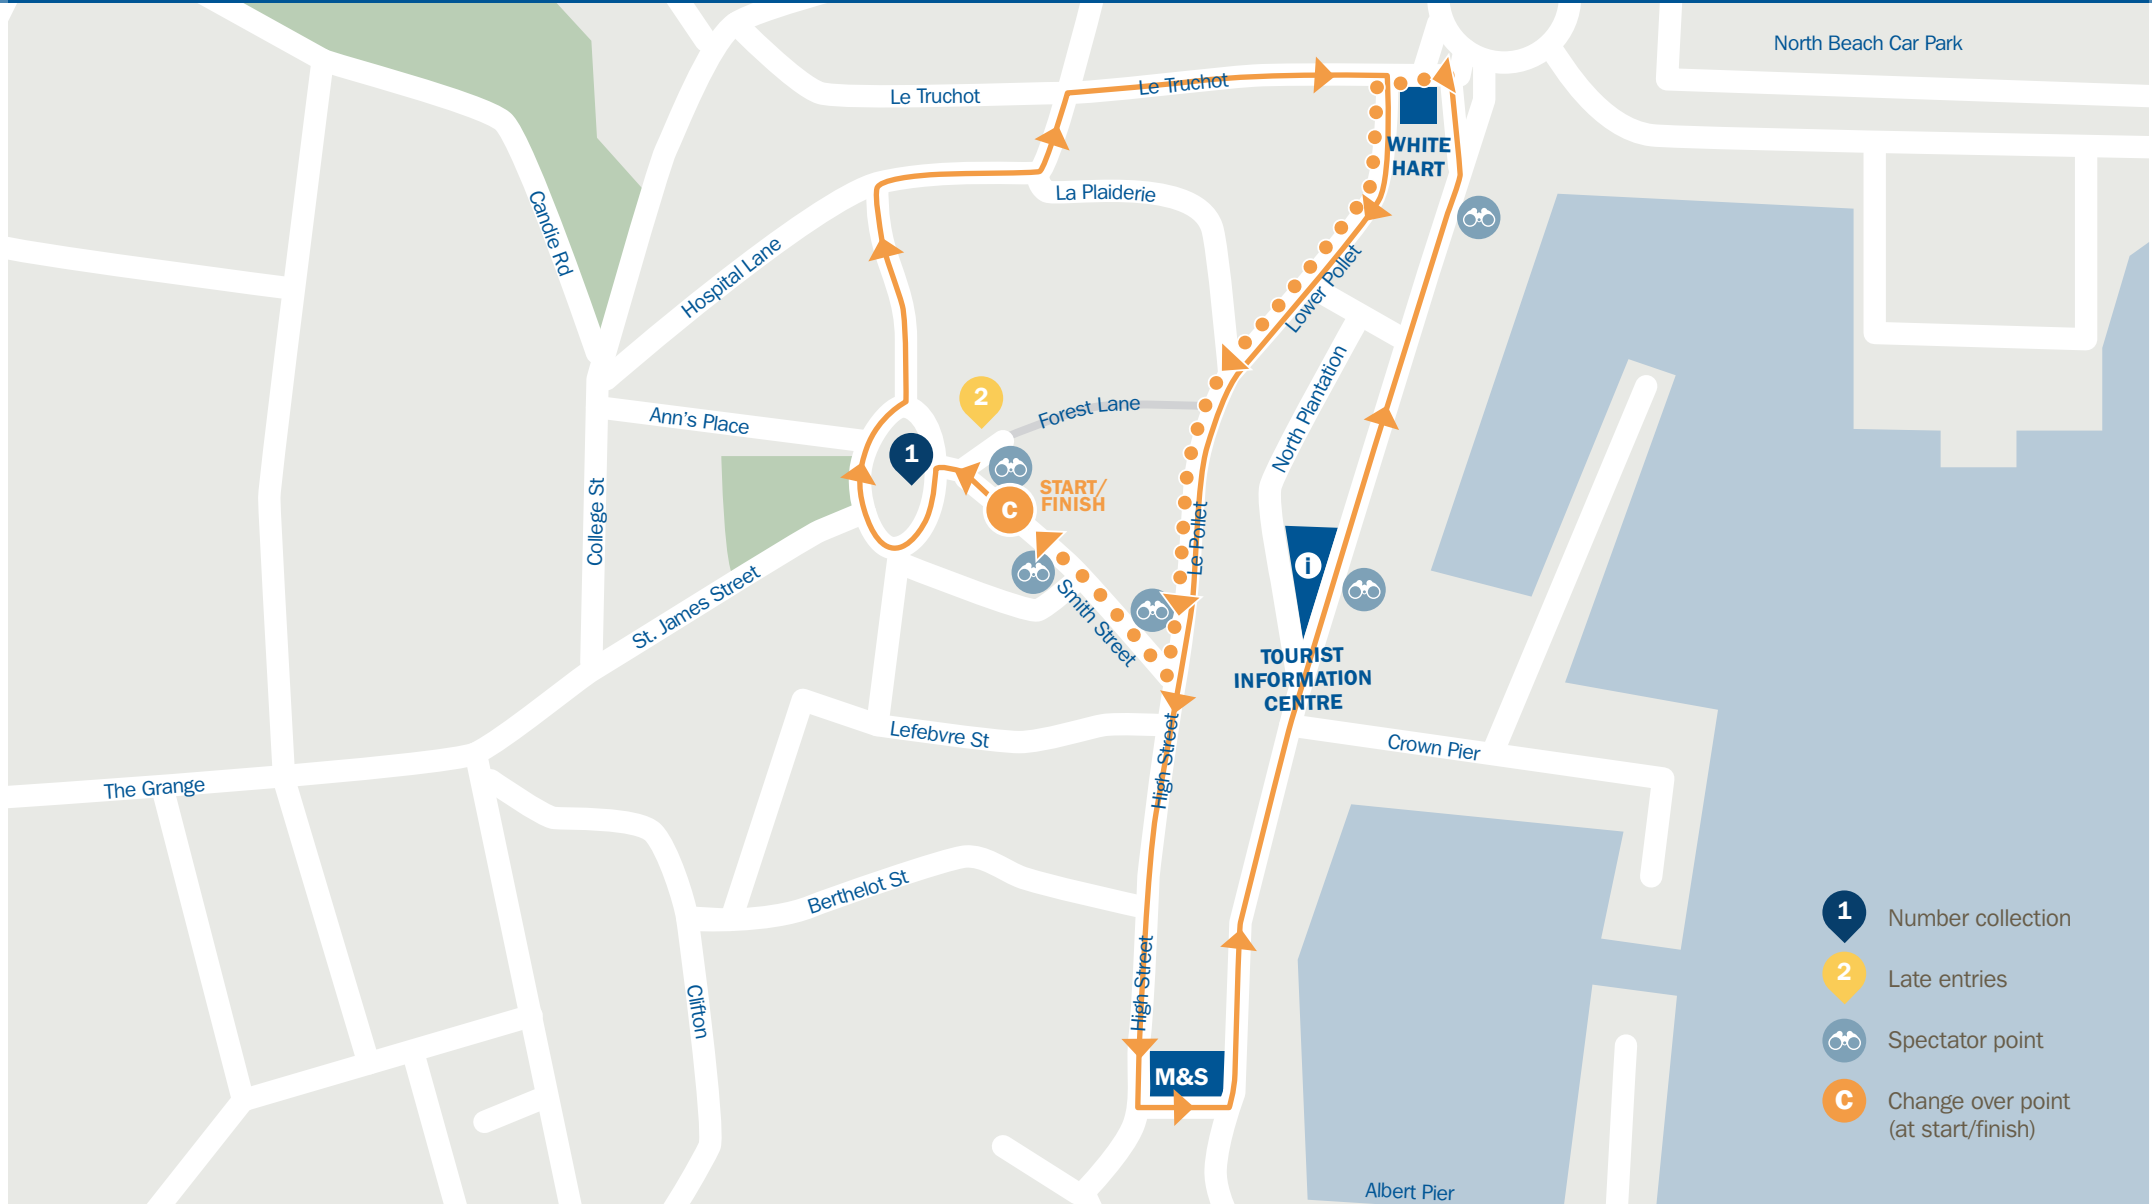 North Beach Car Park
Le Truchot
Le Truchot
WHITE
HART
La Plaiderie
Candie Rd
Hospital Lane
Lower Pollet
North Plantation
2
Forest Lane
Ann's Place
1
START/
FINISH
C
College St
Le Pollet
i
St. James Street
Smith Street
TOURIST
INFORMATION
CENTRE
Lefebvre St
High Street
Crown Pier
The Grange
Berthelot St
High Street
Clifton
M&S
1
Number collection
2
Late entries
Spectator point
C
Change over point
(at start/finish)
Albert Pier